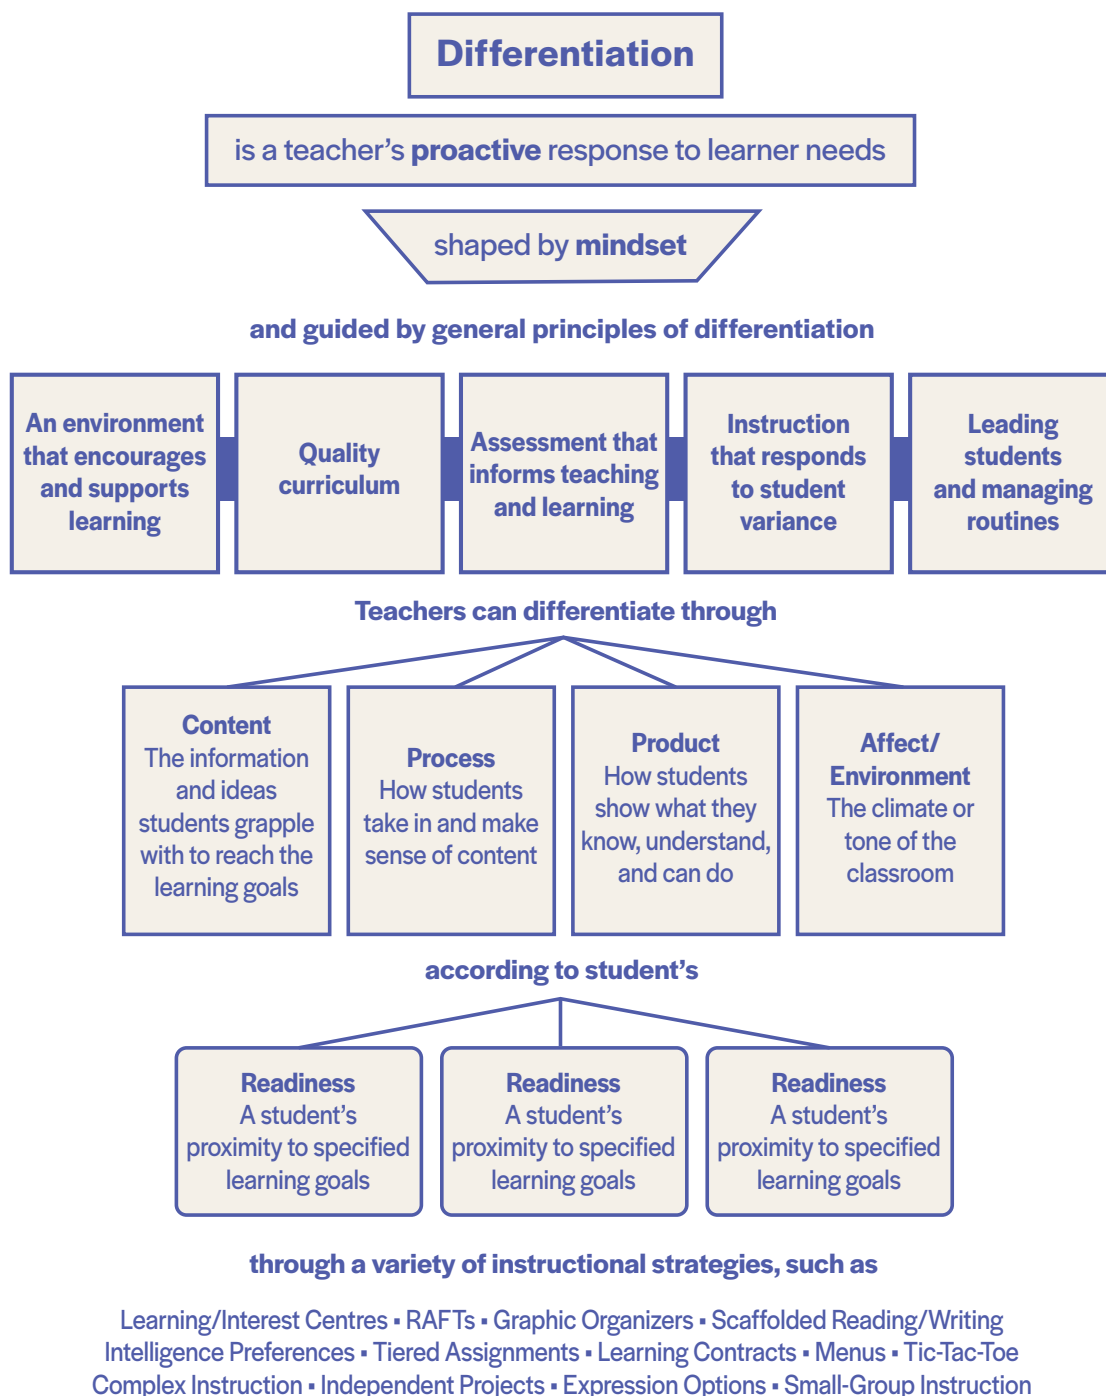 Differentiation
is a teacher's proactive response to learner needs
shaped by mindset
and guided by general principles of differentiation
An environment
that encourages
and supports
learning
Quality
curriculum
Assessment that
informs teaching
and learning
Instruction
that responds
to student
variance
Leading
students
and managing
routines
Teachers can differentiate through
Content
The information
and ideas
students grapple
with to reach the
learning goals
Process
How students
take in and make
sense of content
Product
How students
show what they
know, understand,
and can do
Affect/
Environment
The climate or
tone of the
classroom
according to student's
Readiness
A student's
proximity to specified
learning goals
Readiness
A student's
proximity to specified
learning goals
Readiness
A student's
proximity to specified
learning goals
through a variety of instructional strategies, such as
Learning/Interest Centres ▪ RAFTs ▪ Graphic Organizers ▪ Scaffolded Reading/Writing
Intelligence Preferences ▪ Tiered Assignments ▪ Learning Contracts ▪ Menus ▪ Tic-Tac-Toe
Complex Instruction ▪ Independent Projects ▪ Expression Options ▪ Small-Group Instruction